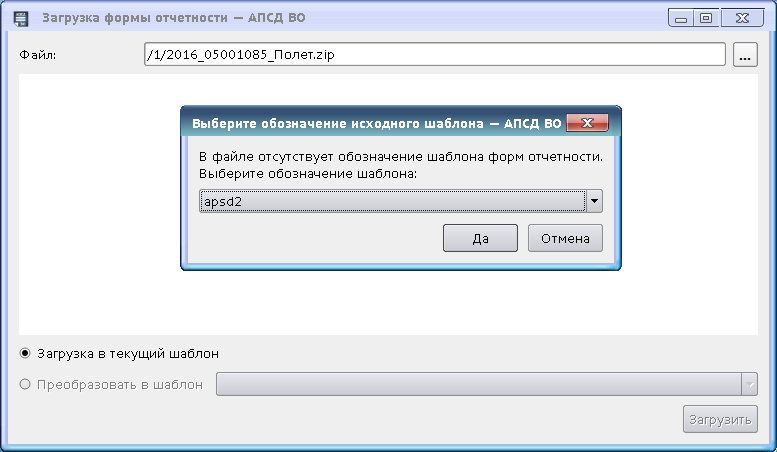 Загрузка формы отчетности — АПСД ВО
Файл:
/1/2016_05001085_Полет.zip
...
Выберите обозначение исходного шаблона — АПСД ВО
В файле отсутствует обозначение шаблона форм отчетности.
Выберите обозначение шаблона:
apsd2
Да
Отмена
Загрузка в текущий шаблон
Преобразовать в шаблон
Загрузить